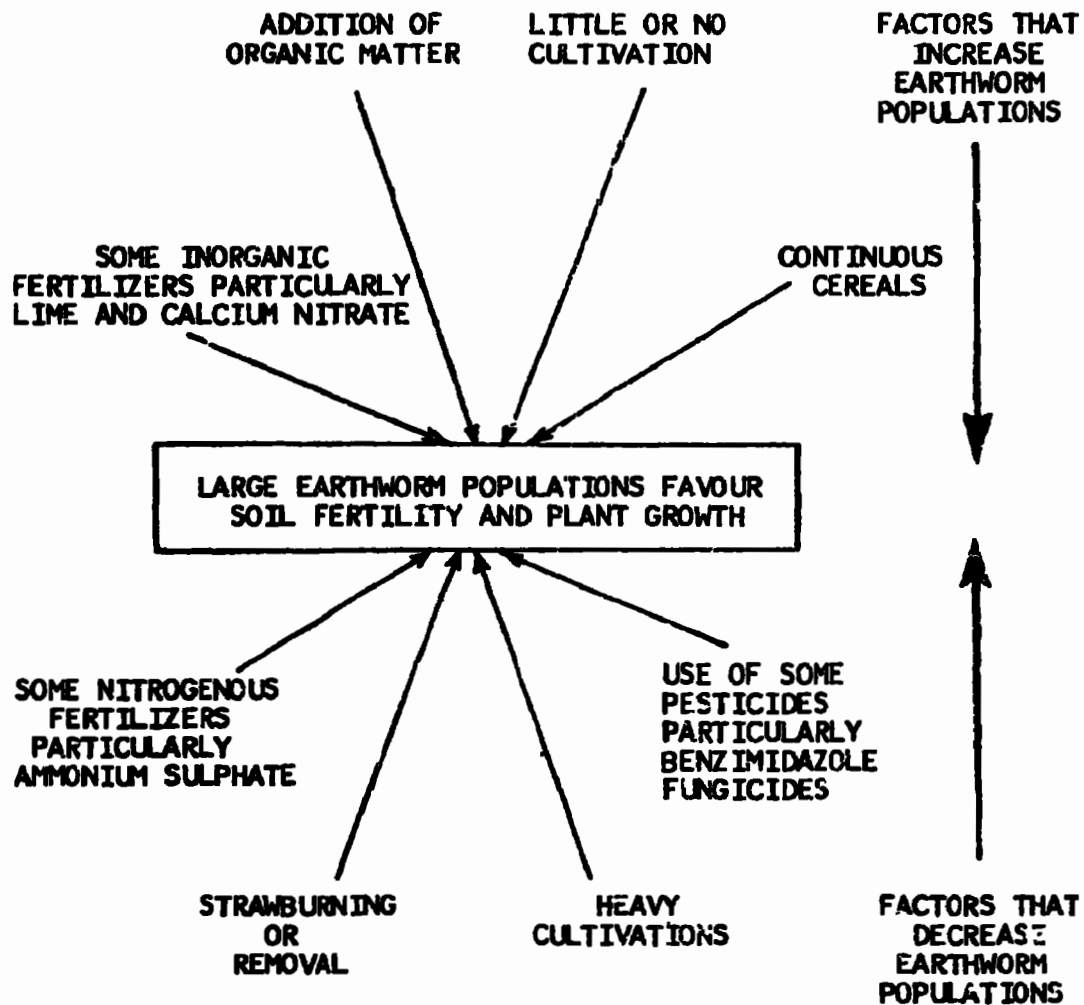 ADDITION OF
ORGANIC MATTER
LITTLE OR NO
CULTIVATION
FACTORS THAT
INCREASE
EARTHWORM
POPULATIONS
SOME INORGANIC
FERTILIZERS PARTICULARLY
LIME AND CALCIUM NITRATE
CONTINUOUS
CEREALS
LARGE EARTHWORM POPULATIONS FAVOUR
SOIL FERTILITY AND PLANT GROWTH
SOME NITROGENOUS
FERTILIZERS
PARTICULARLY
AMMONIUM SULPHATE
USE OF SOME
PESTICIDES
PARTICULARLY
BENZIMIDAZOLE
FUNGICIDES
STRAWBURNING
OR
REMOVAL
HEAVY
CULTIVATIONS
FACTORS THAT
DECREASE
EARTHWORM
POPULATIONS